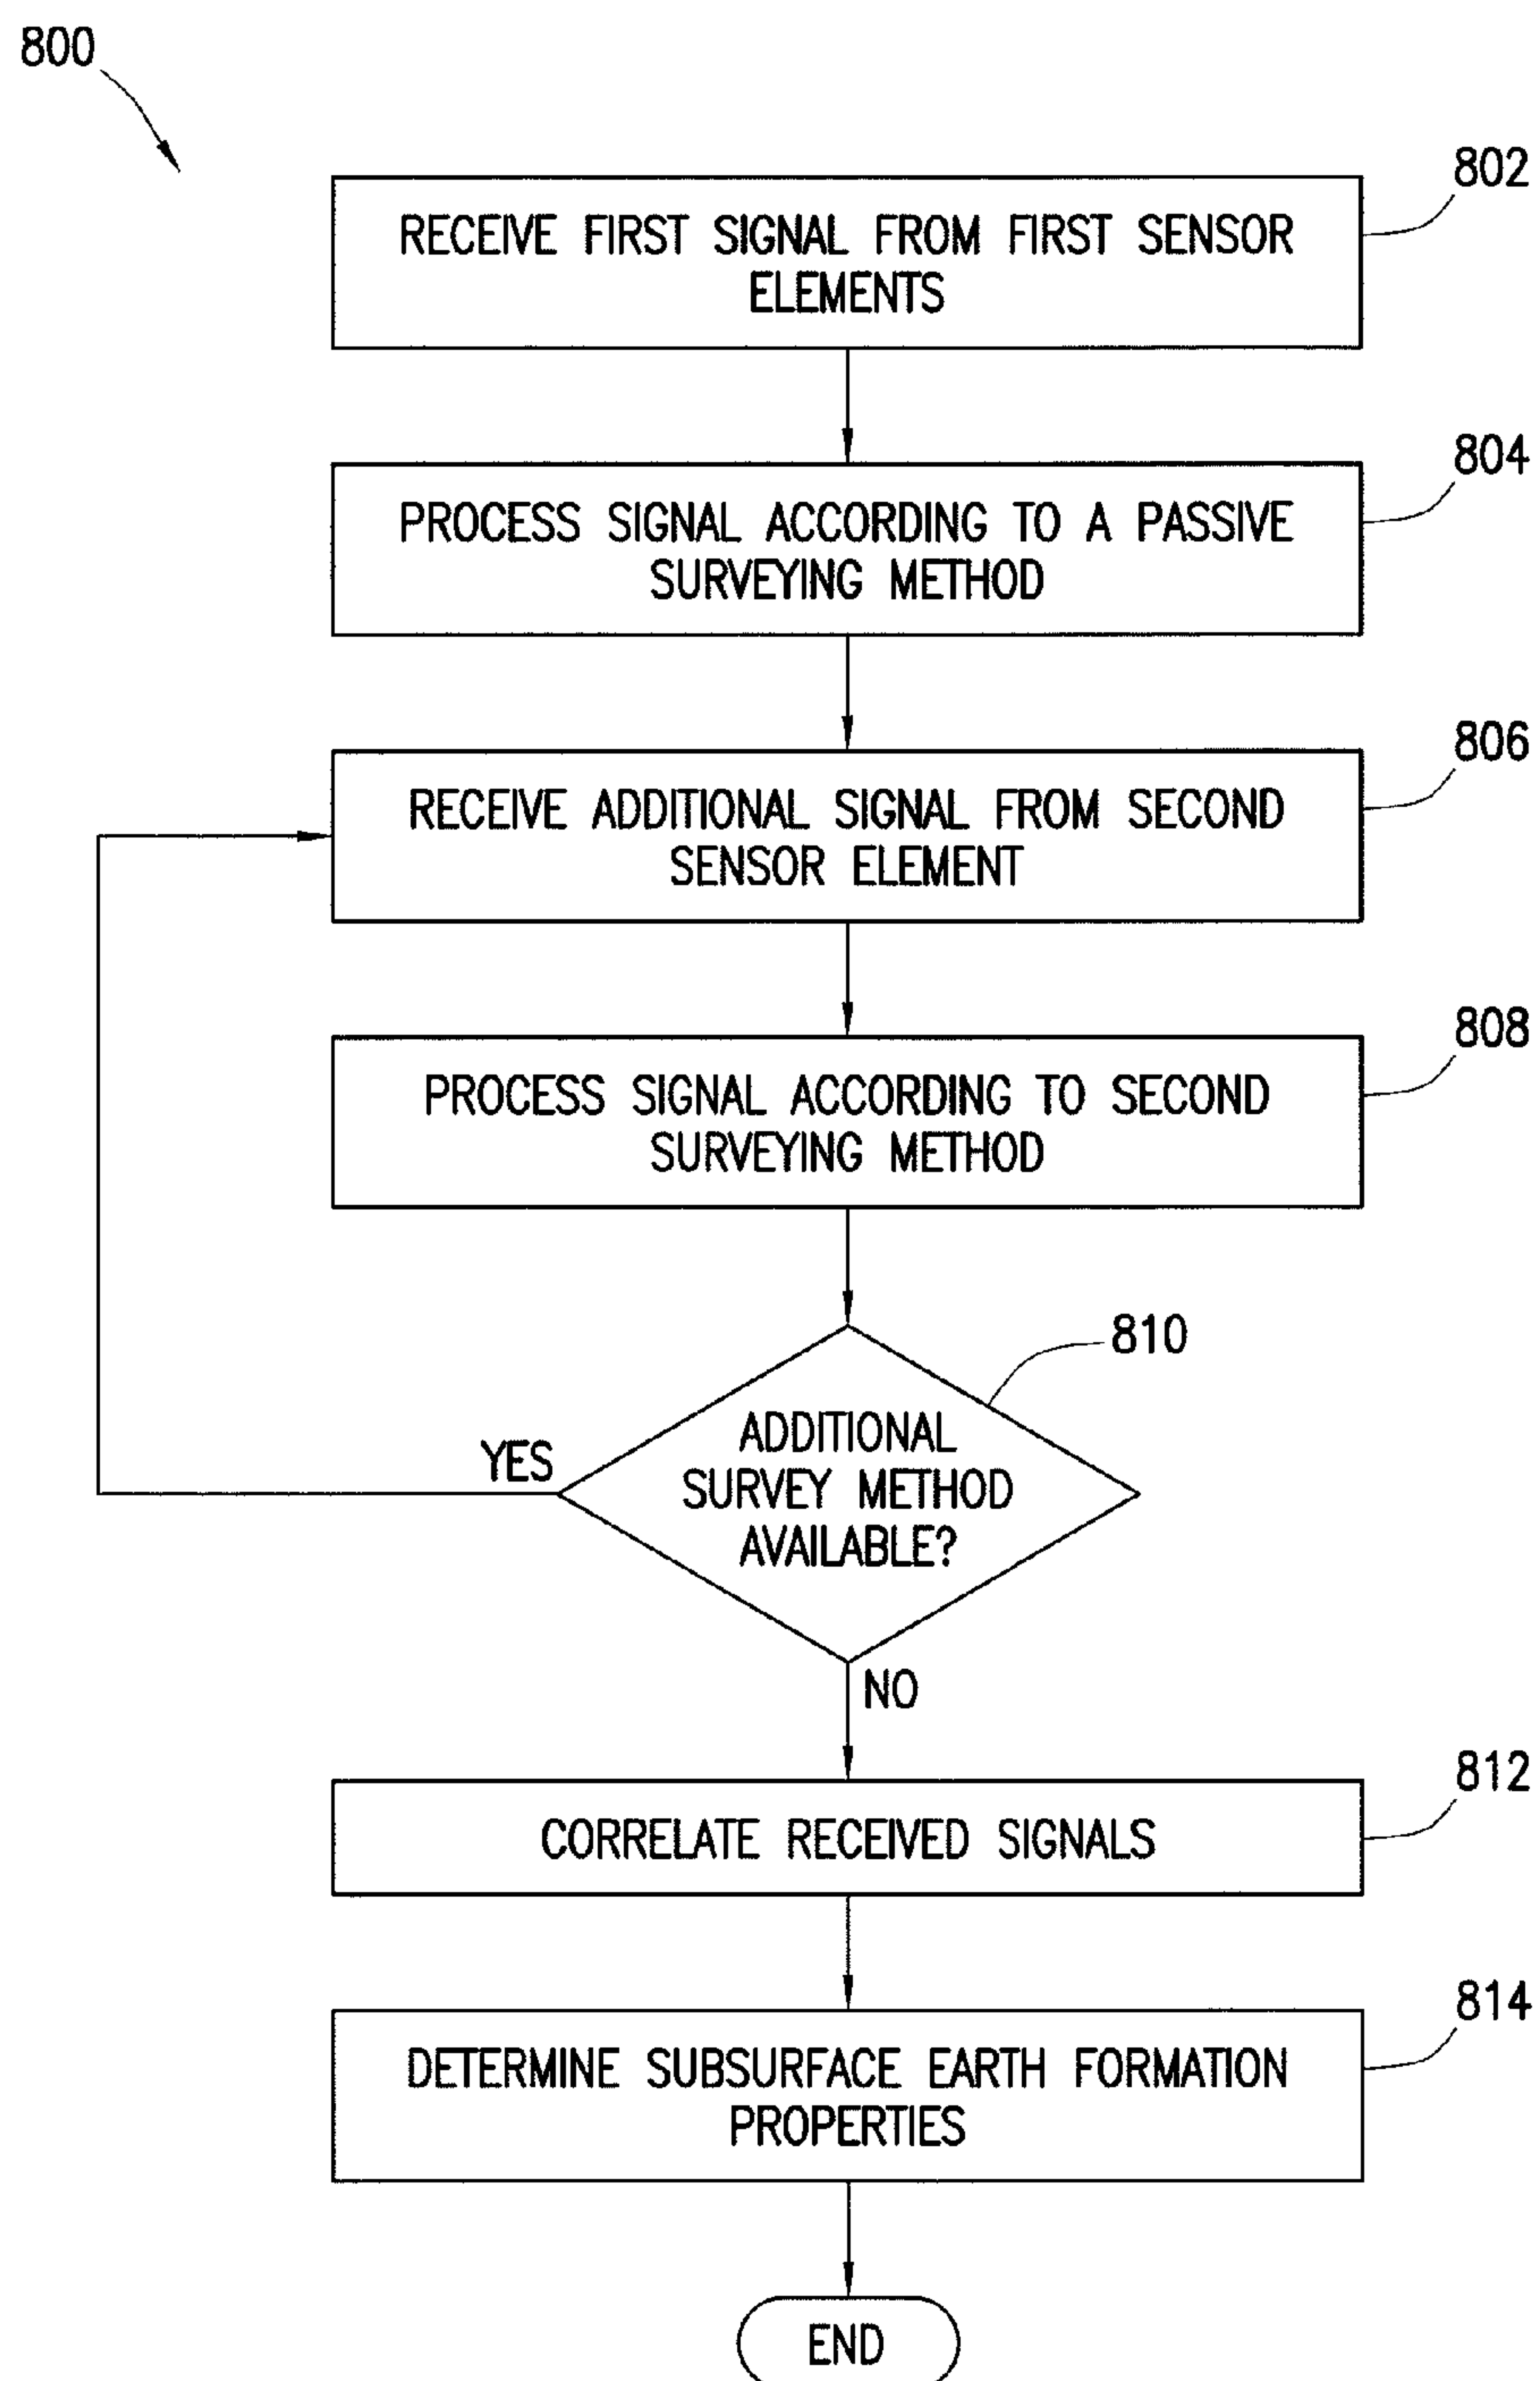 800
802
RECEIVE FIRST SIGNAL FROM FIRST SENSOR
ELEMENTS
804
PROCESS SIGNAL ACCORDING TO A PASSIVE
SURVEYING METHOD
806
RECEIVE ADDITIONAL SIGNAL FROM SECOND
SENSOR ELEMENT
808
PROCESS SIGNAL ACCORDING TO SECOND
SURVEYING METHOD
810
ADDITIONAL
SURVEY METHOD
AVAILABLE?
YES
NO
812
CORRELATE RECEIVED SIGNALS
814
DETERMINE SUBSURFACE EARTH FORMATION
PROPERTIES
END